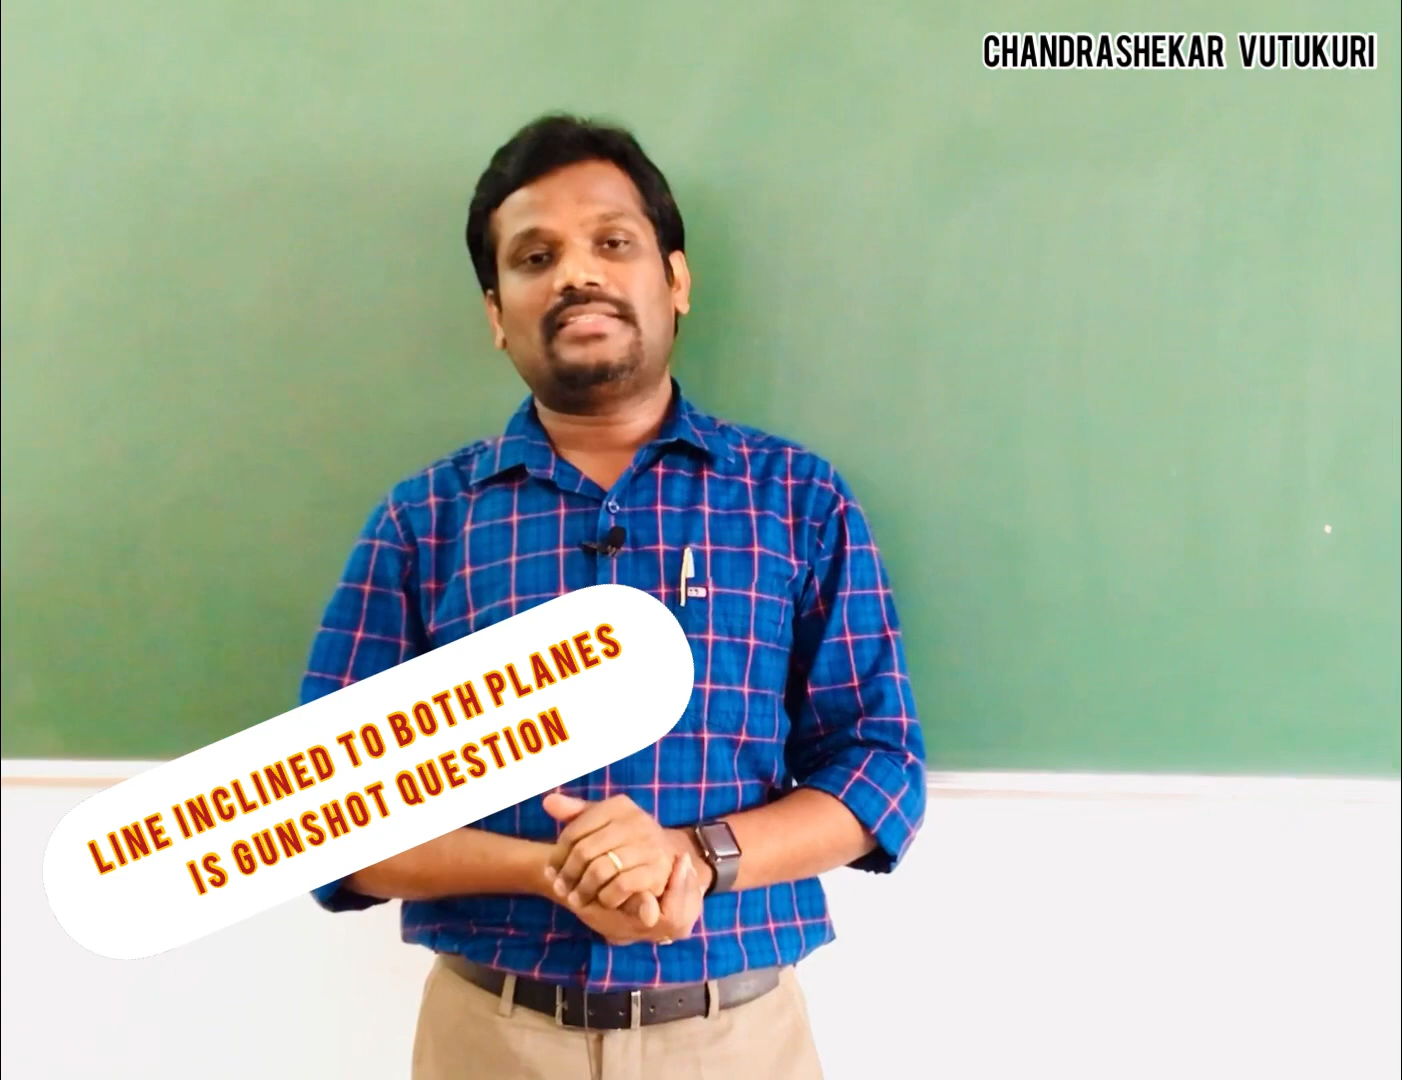 CHANDRASHEKAR VUTUKURI
LINE INCLINED TO BOTH PLANES
IS GUNSHOT QUESTION